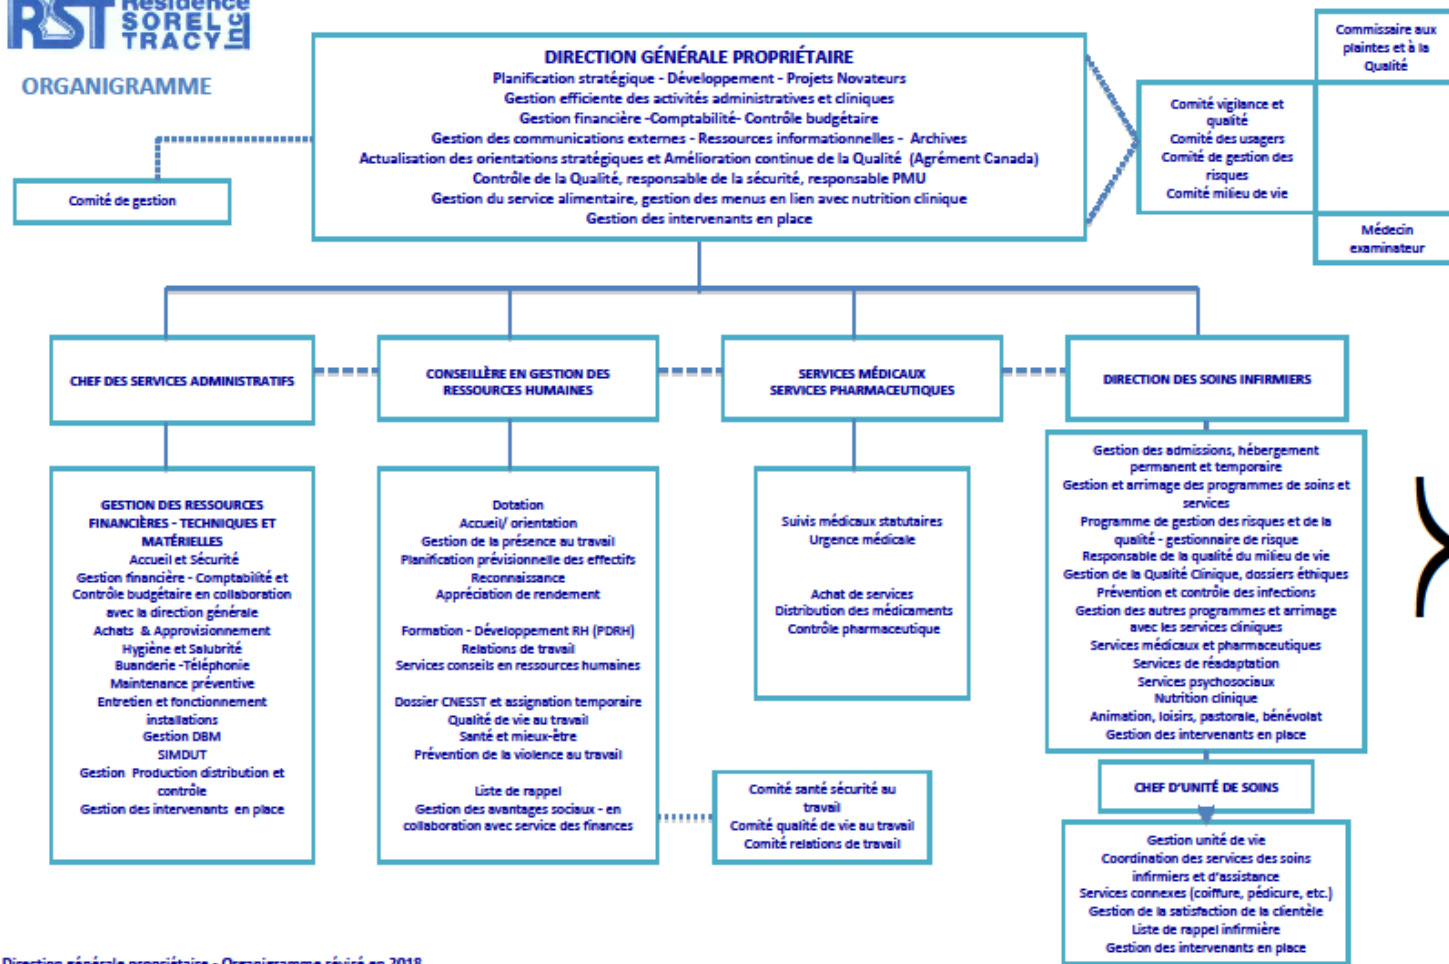 RST Résidence
SOREL
TRACY inc
ORGANIGRAMME
DIRECTION GÉNÉRALE PROPRIÉTAIRE
Planification stratégique - Développement - Projets Novateurs
Gestion efficiente des activités administratives et cliniques
Gestion financière -Comptabilité- Contrôle budgétaire
Gestion des communications externes - Ressources informationnelles - Archives
Actualisation des orientations stratégiques et Amélioration continue de la Qualité (Agrément Canada)
Contrôle de la Qualité, responsable de la sécurité, responsable PMU
Gestion du service alimentaire, gestion des menus en lien avec nutrition clinique
Gestion des intervenants en place
Comité de gestion
Commissaire aux
plaintes et à la
Qualité
Comité vigilance et
qualité
Comité des usagers
Comité de gestion des
risques
Comité milieu de vie
Médecin
examinateur
CHEF DES SERVICES ADMINISTRATIFS
CONSEILLÈRE EN GESTION DES
RESSOURCES HUMAINES
SERVICES MÉDICAUX
SERVICES PHARMACEUTIQUES
DIRECTION DES SOINS INFIRMIERS
GESTION DES RESSOURCES
FINANCIÈRES - TECHNIQUES ET
MATÉRIELLES
Accueil et Sécurité
Gestion financière - Comptabilité et
Contrôle budgétaire en collaboration
avec la direction générale
Achats & Approvisionnement
Hygiène et Salubrité
Buanderie -Téléphonie
Maintenance préventive
Entretien et fonctionnement
installations
Gestion DBM
SIMDUT
Gestion Production distribution et
contrôle
Gestion des intervenants en place
Dotation
Accueil/ orientation
Gestion de la présence au travail
Planification prévisionnelle des effectifs
Reconnaissance
Appréciation de rendement
Formation - Développement RH (PDRH)
Relations de travail
Services conseils en ressources humaines
Dossier CNESST et assignation temporaire
Qualité de vie au travail
Santé et mieux-être
Prévention de la violence au travail
Liste de rappel
Gestion des avantages sociaux - en
collaboration avec service des finances
Suivis médicaux statutaires
Urgence médicale
Achat de services
Distribution des médicaments
Contrôle pharmaceutique
Comité santé sécurité au
travail
Comité qualité de vie au travail
Comité relations de travail
Gestion des admissions, hébergement
permanent et temporaire
Gestion et arrimage des programmes de soins et
services
Programme de gestion des risques et de la
qualité - gestionnaire de risque
Responsable de la qualité du milieu de vie
Gestion de la Qualité Clinique, dossiers éthiques
Prévention et contrôle des infections
Gestion des autres programmes et arrimage
avec les services cliniques
Services médicaux et pharmaceutiques
Services de réadaptation
Services psychosociaux
Nutrition clinique
Animation, loisirs, pastorale, bénévolat
Gestion des intervenants en place
CHEF D'UNITÉ DE SOINS
Gestion unité de vie
Coordination des services des soins
infirmiers et d'assistance
Services connexes (coiffure, pédicure, etc.)
Gestion de la satisfaction de la clientèle
Liste de rappel infirmière
Gestion des intervenants en place
Direction générale propriétaire - Organigramme révisé en 2018